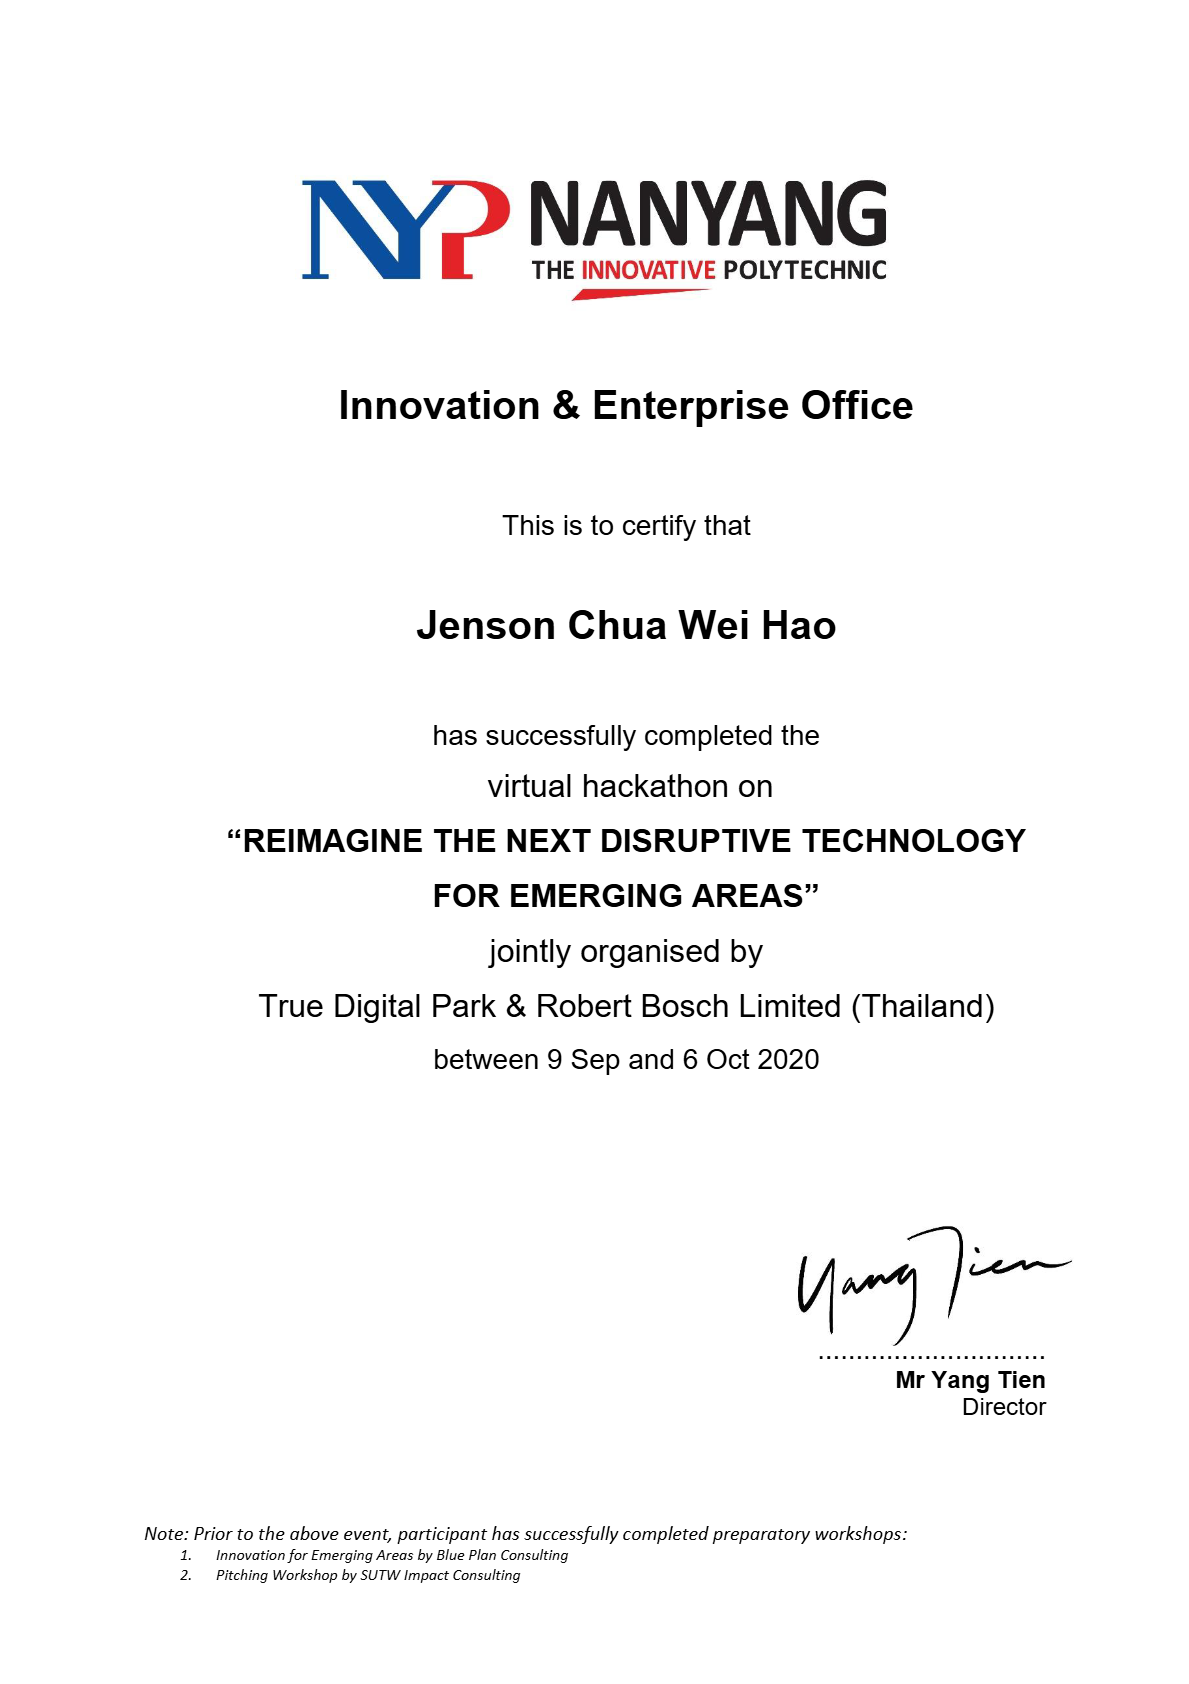 NYP NANYANG
THE INNOVATIVE POLYTECHNIC
Innovation & Enterprise Office
This is to certify that
Jenson Chua Wei Hao
has successfully completed the
virtual hackathon on
“REIMAGINE THE NEXT DISRUPTIVE TECHNOLOGY
FOR EMERGING AREAS”
jointly organised by
True Digital Park & Robert Bosch Limited (Thailand)
between 9 Sep and 6 Oct 2020
Yang Tien
..............................
Mr Yang Tien
Director
Note: Prior to the above event, participant has successfully completed preparatory workshops:
1. Innovation for Emerging Areas by Blue Plan Consulting
2. Pitching Workshop by SUTW Impact Consulting